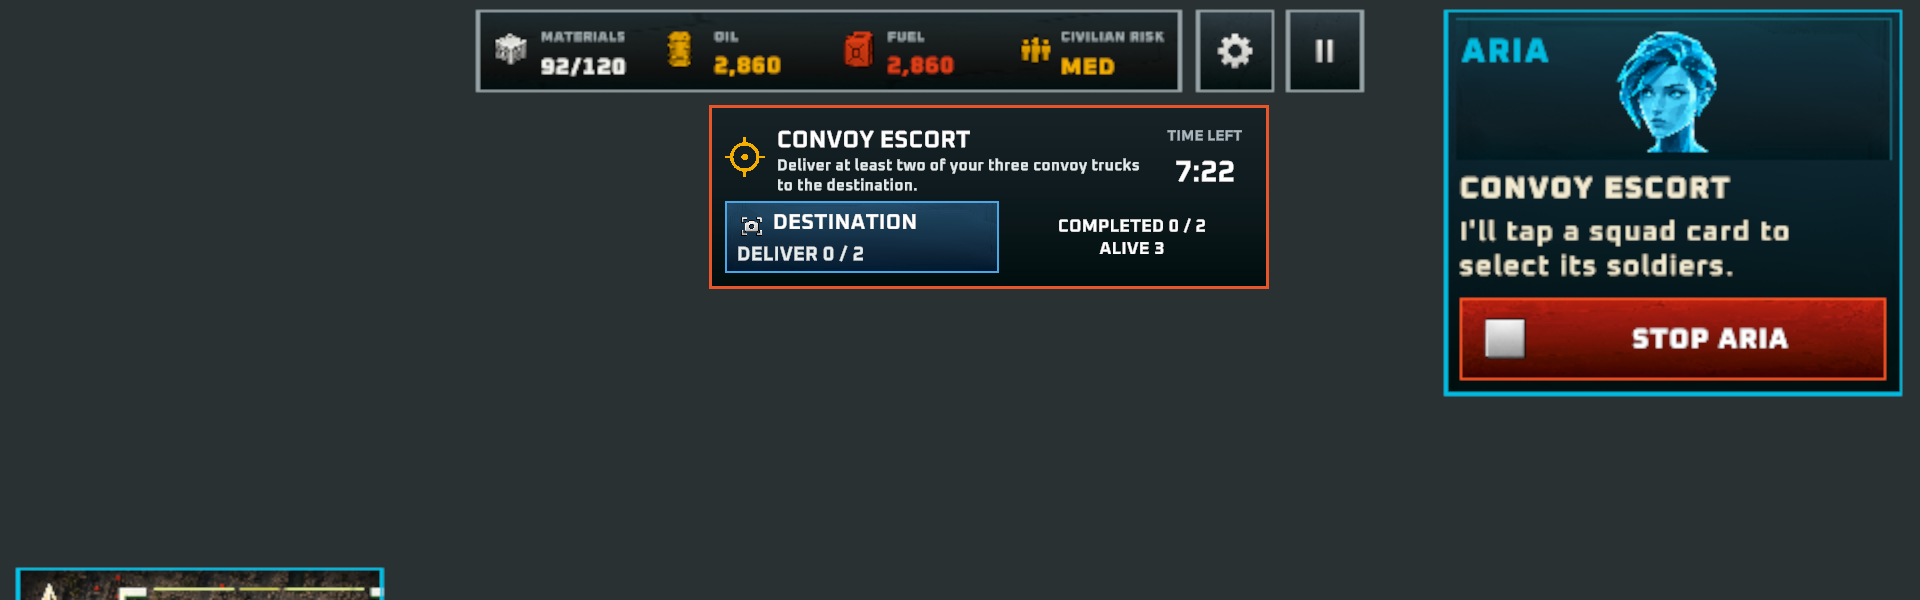 MATERIALS
92/120
OIL
2,860
FUEL
2,860
CIVILIAN RISK
MED
CONVOY ESCORT
Deliver at least two of your three convoy trucks
to the destination.
TIME LEFT
7:22
DESTINATION
DELIVER 0 / 2
COMPLETED 0 / 2
ALIVE 3
ARIA
CONVOY ESCORT
I'll tap a squad card to
select its soldiers.
STOP ARIA